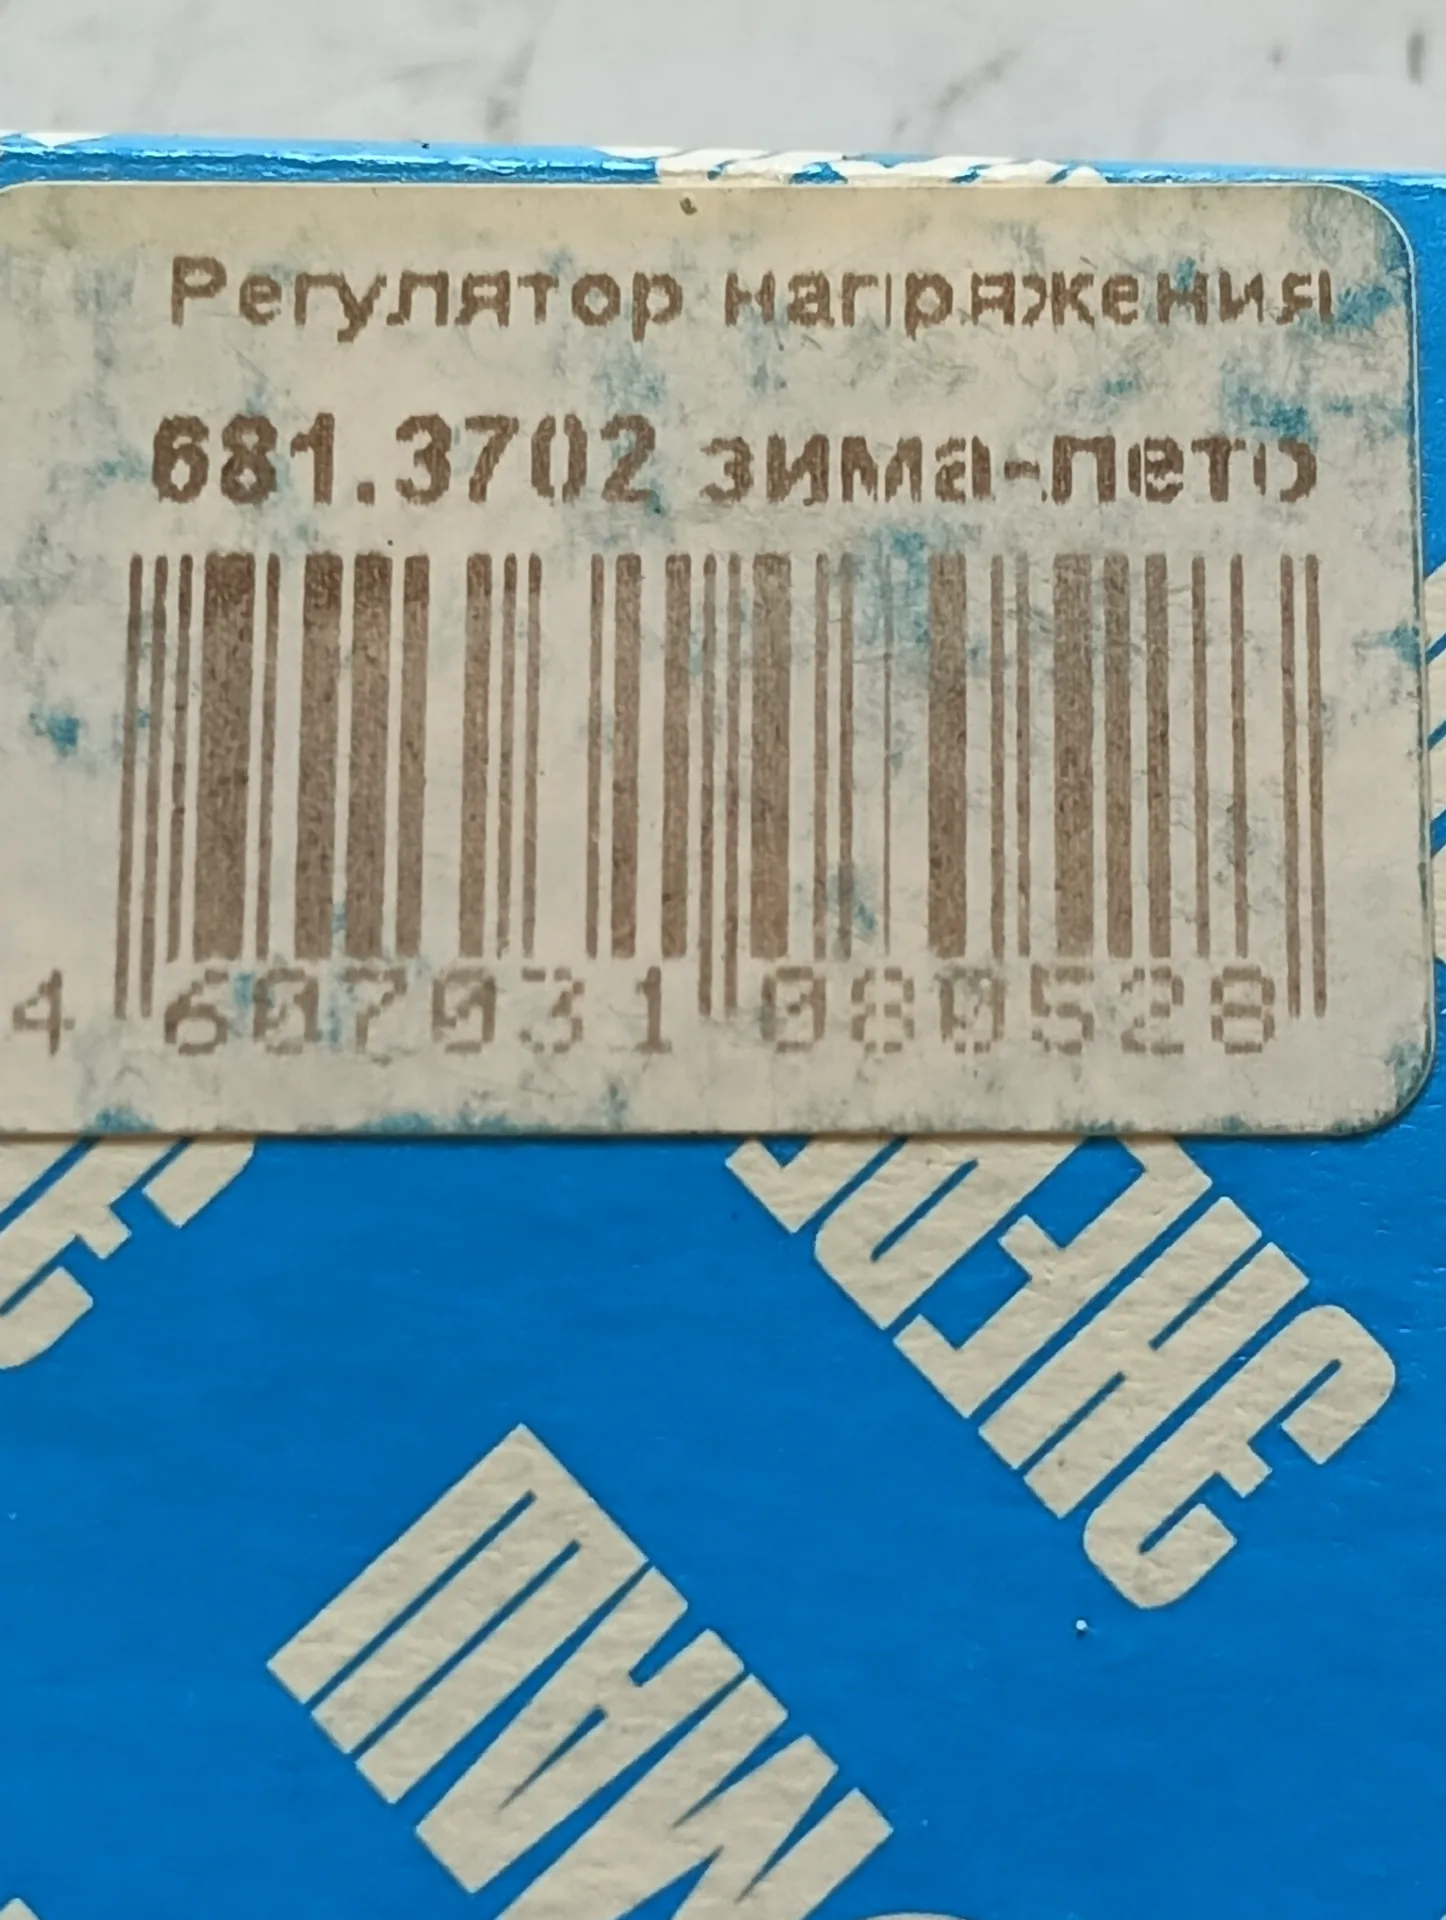 Регулятор напряжения
681.3702 зима-лето
4 607031 080528